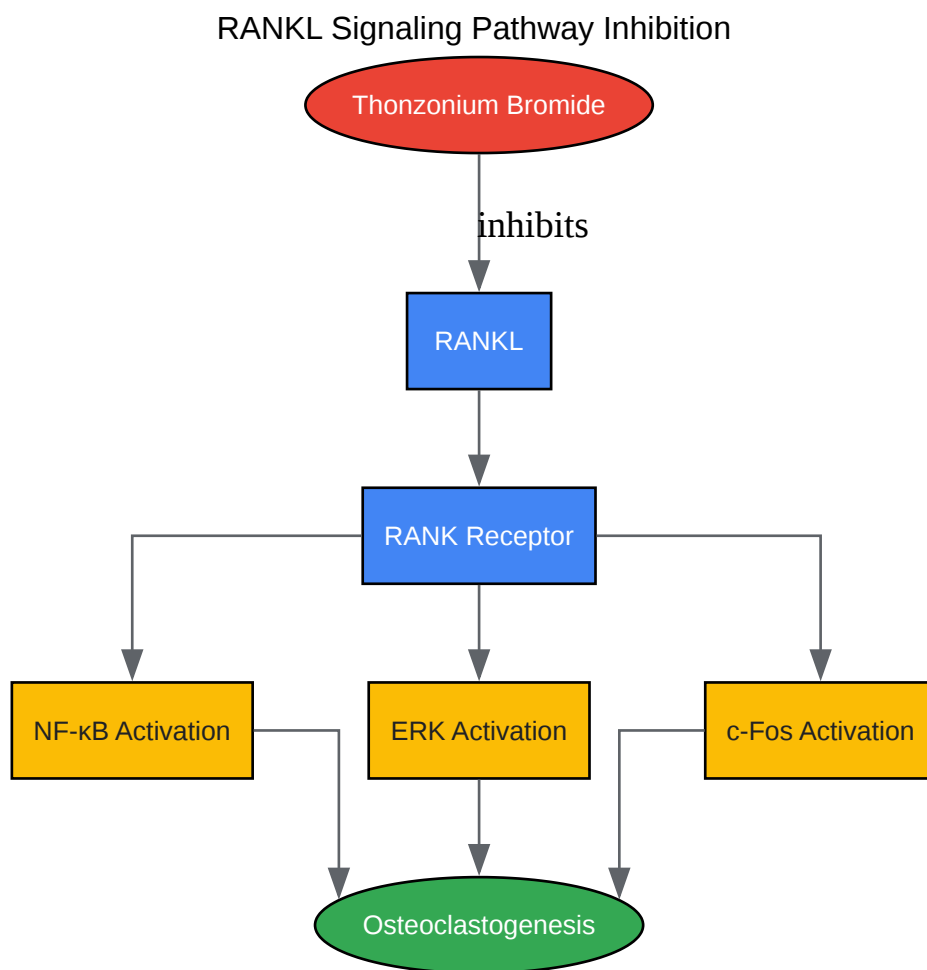 RANKL Signaling Pathway Inhibition
Thonzonium Bromide
inhibits
RANKL
RANK Receptor
NF-κB Activation
ERK Activation
c-Fos Activation
Osteoclastogenesis